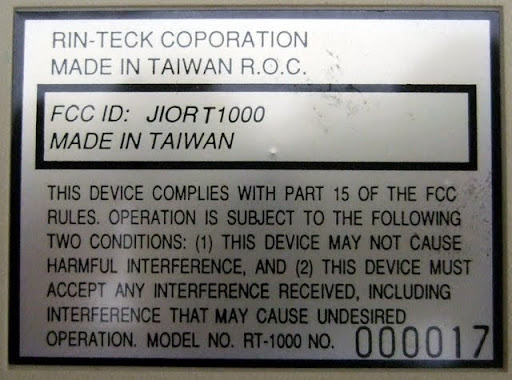 RIN-TECK COPORATION
MADE IN TAIWAN R.O.C.
FCC ID: JIORT1000
MADE IN TAIWAN
THIS DEVICE COMPLIES WITH PART 15 OF THE FCC
RULES. OPERATION IS SUBJECT TO THE FOLLOWING
TWO CONDITIONS: (1) THIS DEVICE MAY NOT CAUSE
HARMFUL INTERFERENCE, AND (2) THIS DEVICE MUST
ACCEPT ANY INTERFERENCE RECEIVED, INCLUDING
INTERFERENCE THAT MAY CAUSE UNDESIRED
OPERATION. MODEL NO. RT-1000 NO. 000017